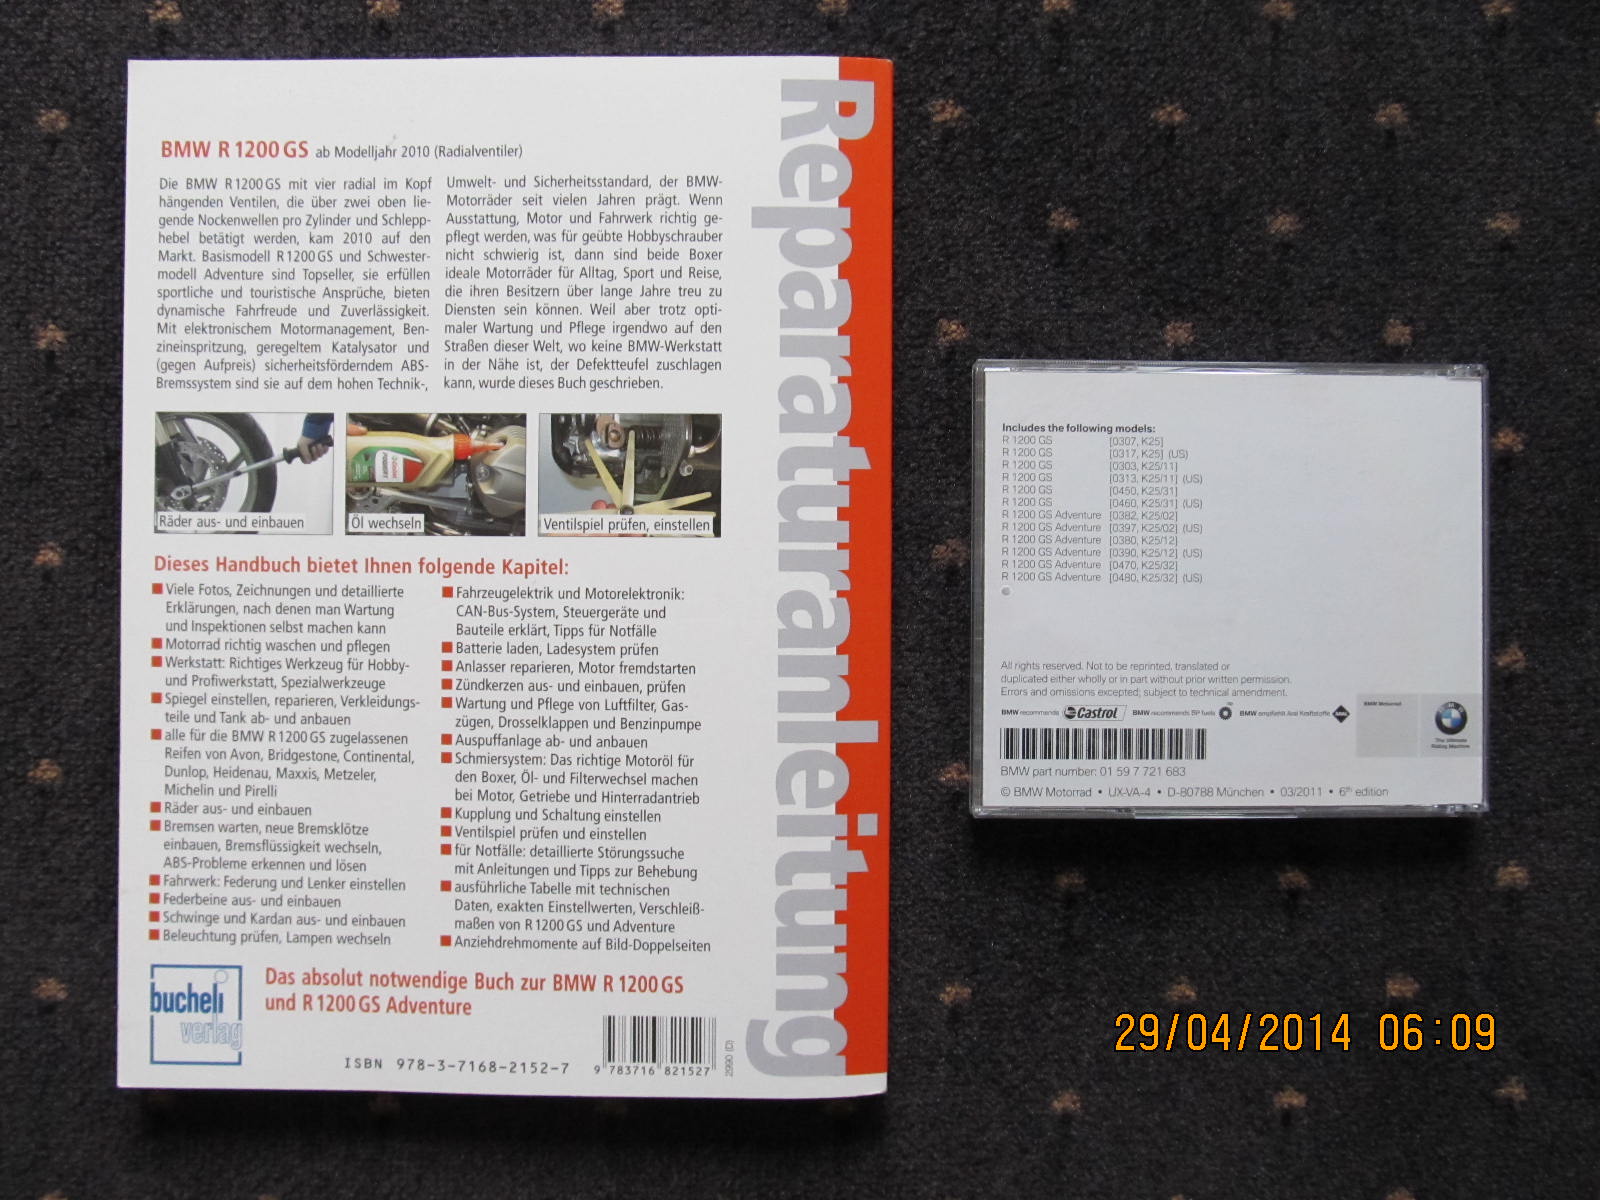 Reparaturanleitung
BMW R 1200 GS ab Modelljahr 2010 (Radialventiler)
Die BMW R 1200 GS mit vier radial im Kopf
hängenden Ventilen, die über zwei oben lie-
gende Nockenwellen pro Zylinder und Schlepp-
hebel betätigt werden, kam 2010 auf den
Markt. Basismodell R 1200 GS und Schwester-
modell Adventure sind Topseller, sie erfüllen
sportliche und touristische Ansprüche, bieten
dynamische Fahrfreude und Zuverlässigkeit.
Mit elektronischem Motormanagement, Ben-
zineinspritzung, geregeltem Katalysator und
(gegen Aufpreis) sicherheitsförderndem ABS-
Bremssystem sind sie auf dem hohen Technik-,
Umwelt- und Sicherheitsstandard, der BMW-
Motorräder seit vielen Jahren prägt. Wenn
Ausstattung, Motor und Fahrwerk richtig ge-
pflegt werden, was für geübte Hobbyschrauber
nicht schwierig ist, dann sind beide Boxer
ideale Motorräder für Alltag, Sport und Reise,
die ihren Besitzern über lange Jahre treu zu
Diensten sein können. Weil aber trotz opti-
maler Wartung und Pflege irgendwo auf den
Straßen dieser Welt, wo keine BMW-Werkstatt
in der Nähe ist, der Defektteufel zuschlagen
kann, wurde dieses Buch geschrieben.
Castrol
Räder aus- und einbauen
Öl wechseln
Ventilspiel prüfen, einstellen
Dieses Handbuch bietet Ihnen folgende Kapitel:
Viele Fotos, Zeichnungen und detaillierte
Erklärungen, nach denen man Wartung
und Inspektionen selbst machen kann
Motorrad richtig waschen und pflegen
Werkstatt: Richtiges Werkzeug für Hobby-
und Profiwerkstatt, Spezialwerkzeuge
Spiegel einstellen, reparieren, Verkleidungs-
teile und Tank ab- und anbauen
alle für die BMW R 1200 GS zugelassenen
Reifen von Avon, Bridgestone, Continental,
Dunlop, Heidenau, Maxxis, Metzeler,
Michelin und Pirelli
Räder aus- und einbauen
Bremsen warten, neue Bremsklötze
einbauen, Bremsflüssigkeit wechseln,
ABS-Probleme erkennen und lösen
Fahrwerk: Federung und Lenker einstellen
Federbeine aus- und einbauen
Schwinge und Kardan aus- und einbauen
Beleuchtung prüfen, Lampen wechseln
Fahrzeugelektrik und Motorelektronik:
CAN-Bus-System, Steuergeräte und
Bauteile erklärt, Tipps für Notfälle
Batterie laden, Ladesystem prüfen
Anlasser reparieren, Motor fremdstarten
Zündkerzen aus- und einbauen, prüfen
Wartung und Pflege von Luftfilter, Gas-
zügen, Drosselklappen und Benzinpumpe
Auspuffanlage ab- und anbauen
Schmiersystem: Das richtige Motoröl für
den Boxer, Öl- und Filterwechsel machen
bei Motor, Getriebe und Hinterradantrieb
Kupplung und Schaltung einstellen
Ventilspiel prüfen und einstellen
für Notfälle: detaillierte Störungssuche
mit Anleitungen und Tipps zur Behebung
ausführliche Tabelle mit technischen
Daten, exakten Einstellwerten, Verschleiß-
maßen von R 1200 GS und Adventure
Anziehdrehmomente auf Bild-Doppelseiten
bucheli
verlag
Das absolut notwendige Buch zur BMW R 1200 GS
und R 1200 GS Adventure
ISBN 978-3-7168-2152-7
9 783716 821527
2990 (D)
Includes the following models:
R 1200 GS [0307, K25]
R 1200 GS [0317, K25] (US)
R 1200 GS [0303, K25/11]
R 1200 GS [0313, K25/11] (US)
R 1200 GS [0450, K25/31]
R 1200 GS [0460, K25/31] (US)
R 1200 GS Adventure [0382, K25/02]
R 1200 GS Adventure [0397, K25/02] (US)
R 1200 GS Adventure [0380, K25/12]
R 1200 GS Adventure [0390, K25/12] (US)
R 1200 GS Adventure [0470, K25/32]
R 1200 GS Adventure [0480, K25/32] (US)
All rights reserved. Not to be reprinted, translated or
duplicated either wholly or in part without prior written permission.
Errors and omissions excepted; subject to technical amendment.
BMW recommends Castrol BMW recommends BP fuels BMW empfiehlt Aral Kraftstoffe
BMW Motorrad
The Ultimate
Riding Machine
BMW part number: 01 59 7 721 683
© BMW Motorrad • UX-VA-4 • D-80788 München • 03/2011 • 6th edition
29/04/2014 06:09